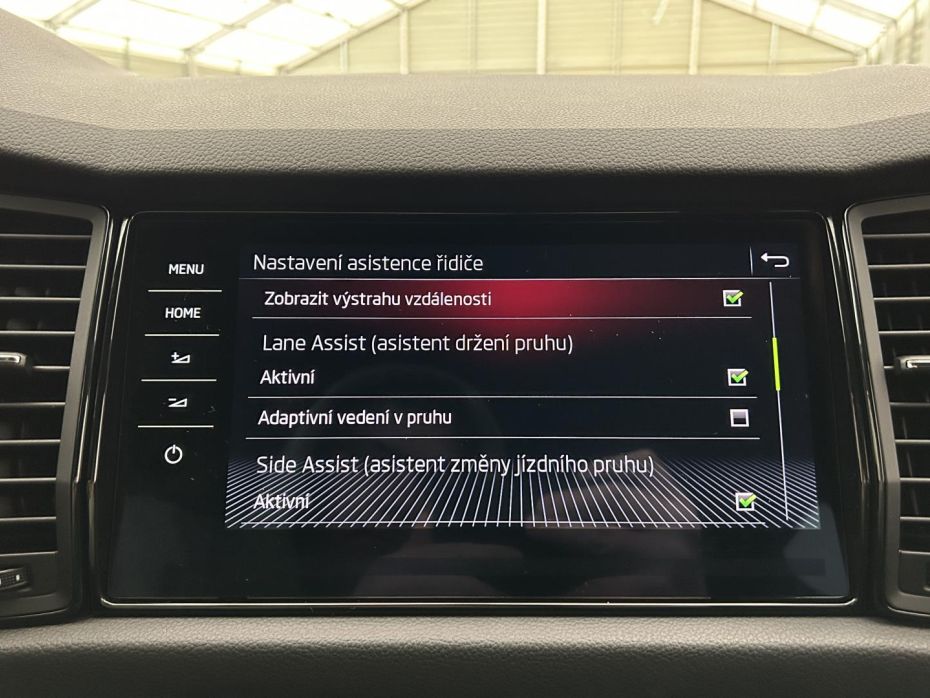 MENU
HOME
Nastavení asistence řidiče
Zobrazit výstrahu vzdálenosti
Lane Assist (asistent držení pruhu)
Aktivní
Adaptivní vedení v pruhu
Side Assist (asistent změny jízdního pruhu)
Aktivní